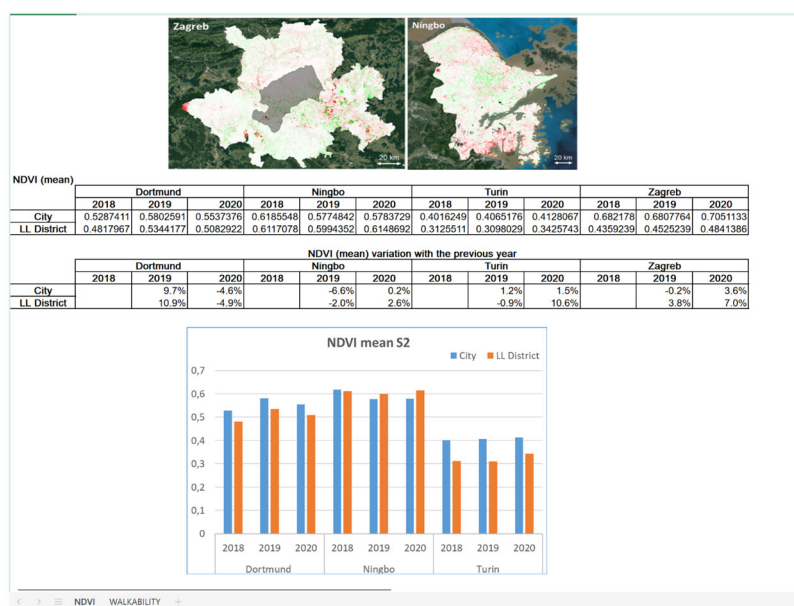 Zagreb
Ningbo
20 km
20 km
NDVI (mean)
Dortmund Ningbo Turin Zagreb
2018 2019 2020 2018 2019 2020 2018 2019 2020 2018 2019 2020
City 0.5287411 0.5802591 0.5537376 0.6185548 0.5774842 0.5783729 0.4016249 0.4065176 0.4128067 0.682178 0.6807764 0.7051133
LL District 0.4817967 0.5344177 0.5082922 0.6117078 0.5994352 0.6148692 0.3125511 0.3098029 0.3425743 0.4359239 0.4525239 0.4841386
NDVI (mean) variation with the previous year
Dortmund Ningbo Turin Zagreb
2018 2019 2020 2018 2019 2020 2018 2019 2020 2018 2019 2020
City 9.7% -4.6% -6.6% 0.2% 1.2% 1.5% -0.2% 3.6%
LL District 10.9% -4.9% -2.0% 2.6% -0.9% 10.6% 3.8% 7.0%
NDVI mean S2
City LL District
0,7
0,6
0,5
0,4
0,3
0,2
0,1
0
2018 2019 2020 2018 2019 2020 2018 2019 2020
Dortmund Ningbo Turin
NDVI WALKABILITY